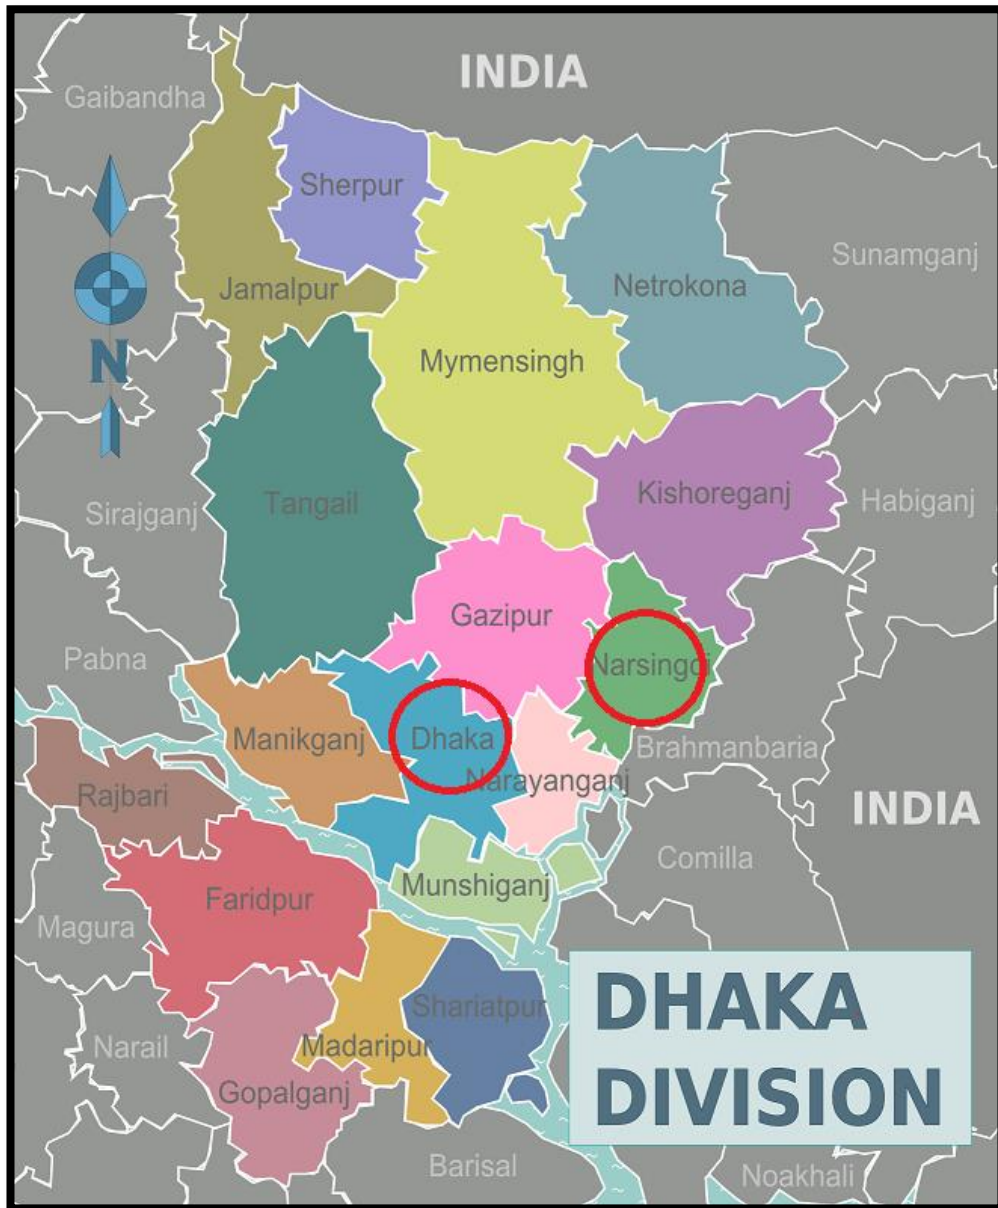 INDIA
Gaibandha
Sherpur
Sunamganj
Jamalpur
Netrokona
N
Mymensingh
Tangail
Kishoreganj
Habiganj
Sirajganj
Gazipur
Pabna
Narsingdi
Manikganj
Dhaka
Brahmanbaria
Narayanganj
Rajbari
INDIA
Comilla
Munshiganj
Faridpur
Magura
DHAKA
DIVISION
Shariatpur
Narail
Madaripur
Gopalganj
Barisal
Noakhali